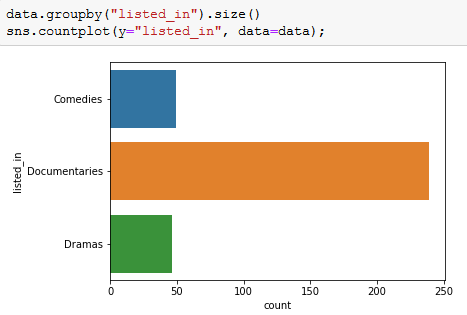 data.groupby("listed_in").size()
sns.countplot(y="listed_in", data=data);
listed_in
Comedies
Documentaries
Dramas
0 50 100 150 200 250
count